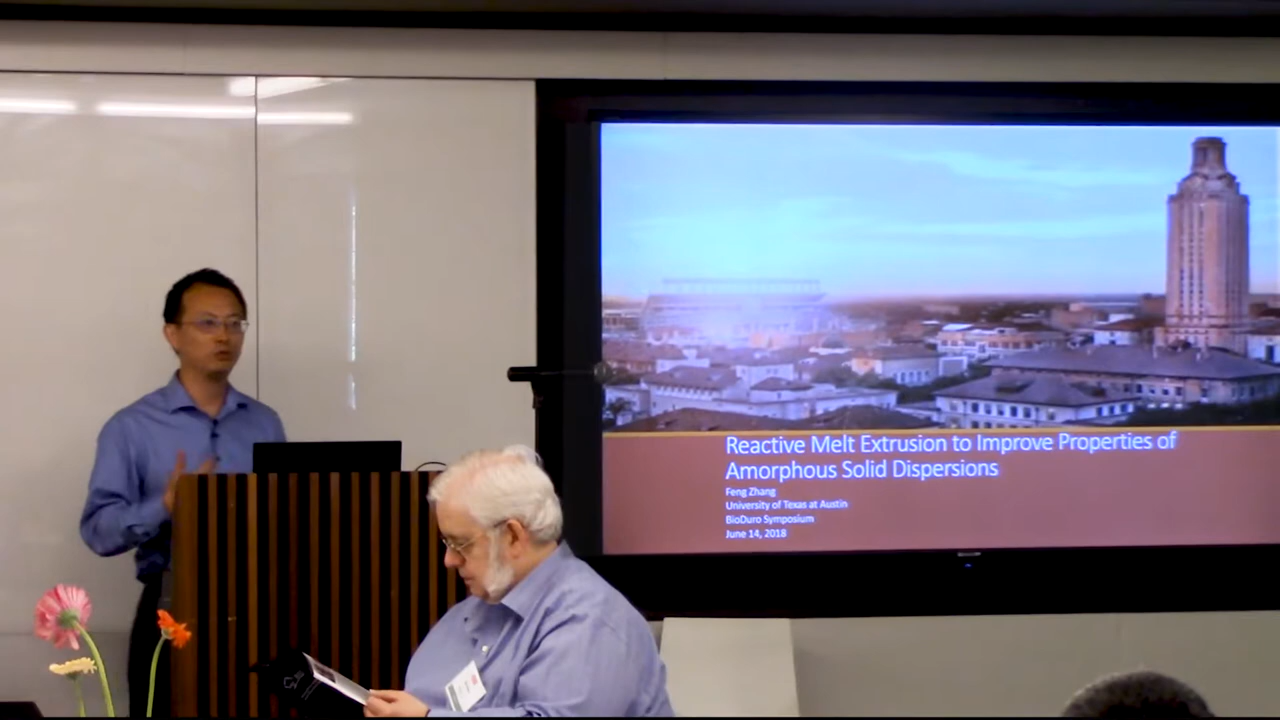 Reactive Melt Extrusion to Improve Properties of
Amorphous Solid Dispersions
Feng Zhang
University of Texas at Austin
BioDuro Symposium
June 14, 2018